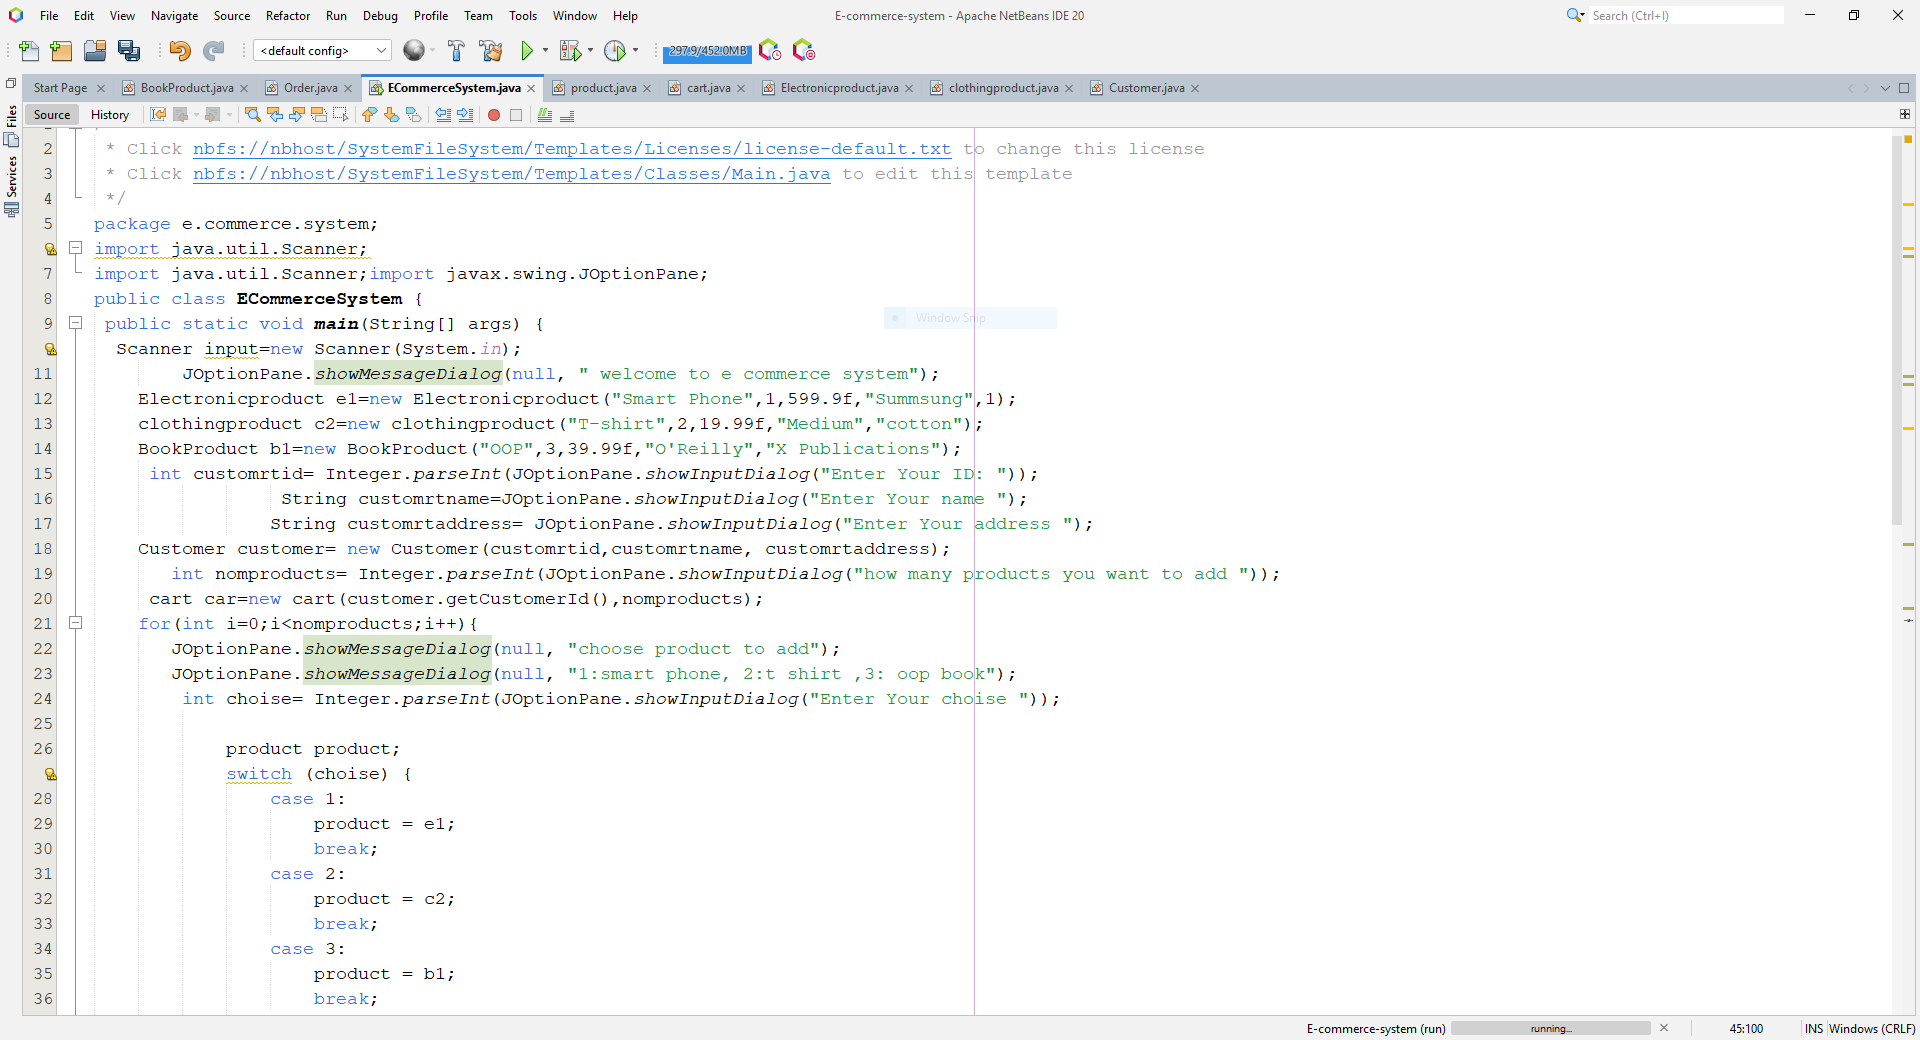 File Edit View Navigate Source Refactor Run Debug Profile Team Tools Window Help E-commerce-system - Apache NetBeans IDE 20 Search (Ctrl+I)
<default config> 297.9/452.0MB
Start Page BookProduct.java Order.java ECommerceSystem.java product.java cart.java Electronicproduct.java clothingproduct.java Customer.java
Source History
Files
Services
2 * Click nbfs://nbhost/SystemFileSystem/Templates/Licenses/license-default.txt to change this license
3 * Click nbfs://nbhost/SystemFileSystem/Templates/Classes/Main.java to edit this template
4 */
5 package e.commerce.system;
import java.util.Scanner;
7 import java.util.Scanner;import javax.swing.JOptionPane;
8 public class ECommerceSystem {
Window Snip
9 public static void main(String[] args) {
Scanner input=new Scanner(System.in);
11 JOptionPane.showMessageDialog(null, " welcome to e commerce system");
12 Electronicproduct e1=new Electronicproduct("Smart Phone",1,599.9f,"Summsung",1);
13 clothingproduct c2=new clothingproduct("T-shirt",2,19.99f,"Medium","cotton");
14 BookProduct b1=new BookProduct("OOP",3,39.99f,"O'Reilly","X Publications");
15 int customrtid= Integer.parseInt(JOptionPane.showInputDialog("Enter Your ID: "));
16 String customrtname=JOptionPane.showInputDialog("Enter Your name ");
17 String customrtaddress= JOptionPane.showInputDialog("Enter Your address ");
18 Customer customer= new Customer(customrtid,customrtname, customrtaddress);
19 int nomproducts= Integer.parseInt(JOptionPane.showInputDialog("how many products you want to add "));
20 cart car=new cart(customer.getCustomerId(),nomproducts);
21 for(int i=0;i<nomproducts;i++){
22 JOptionPane.showMessageDialog(null, "choose product to add");
23 JOptionPane.showMessageDialog(null, "1:smart phone, 2:t shirt ,3: oop book");
24 int choise= Integer.parseInt(JOptionPane.showInputDialog("Enter Your choise "));
25
26 product product;
switch (choise) {
28 case 1:
29 product = e1;
30 break;
31 case 2:
32 product = c2;
33 break;
34 case 3:
35 product = b1;
36 break;
E-commerce-system (run) running... 45:100 INS Windows (CRLF)